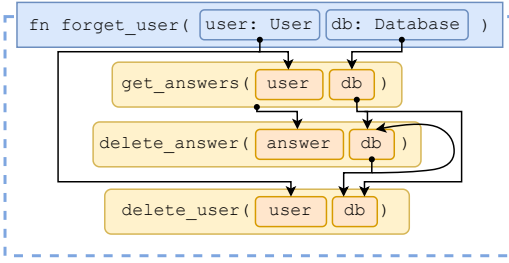 fn forget_user( user: User db: Database )
get_answers( user db )
delete_answer( answer db )
delete_user( user db )